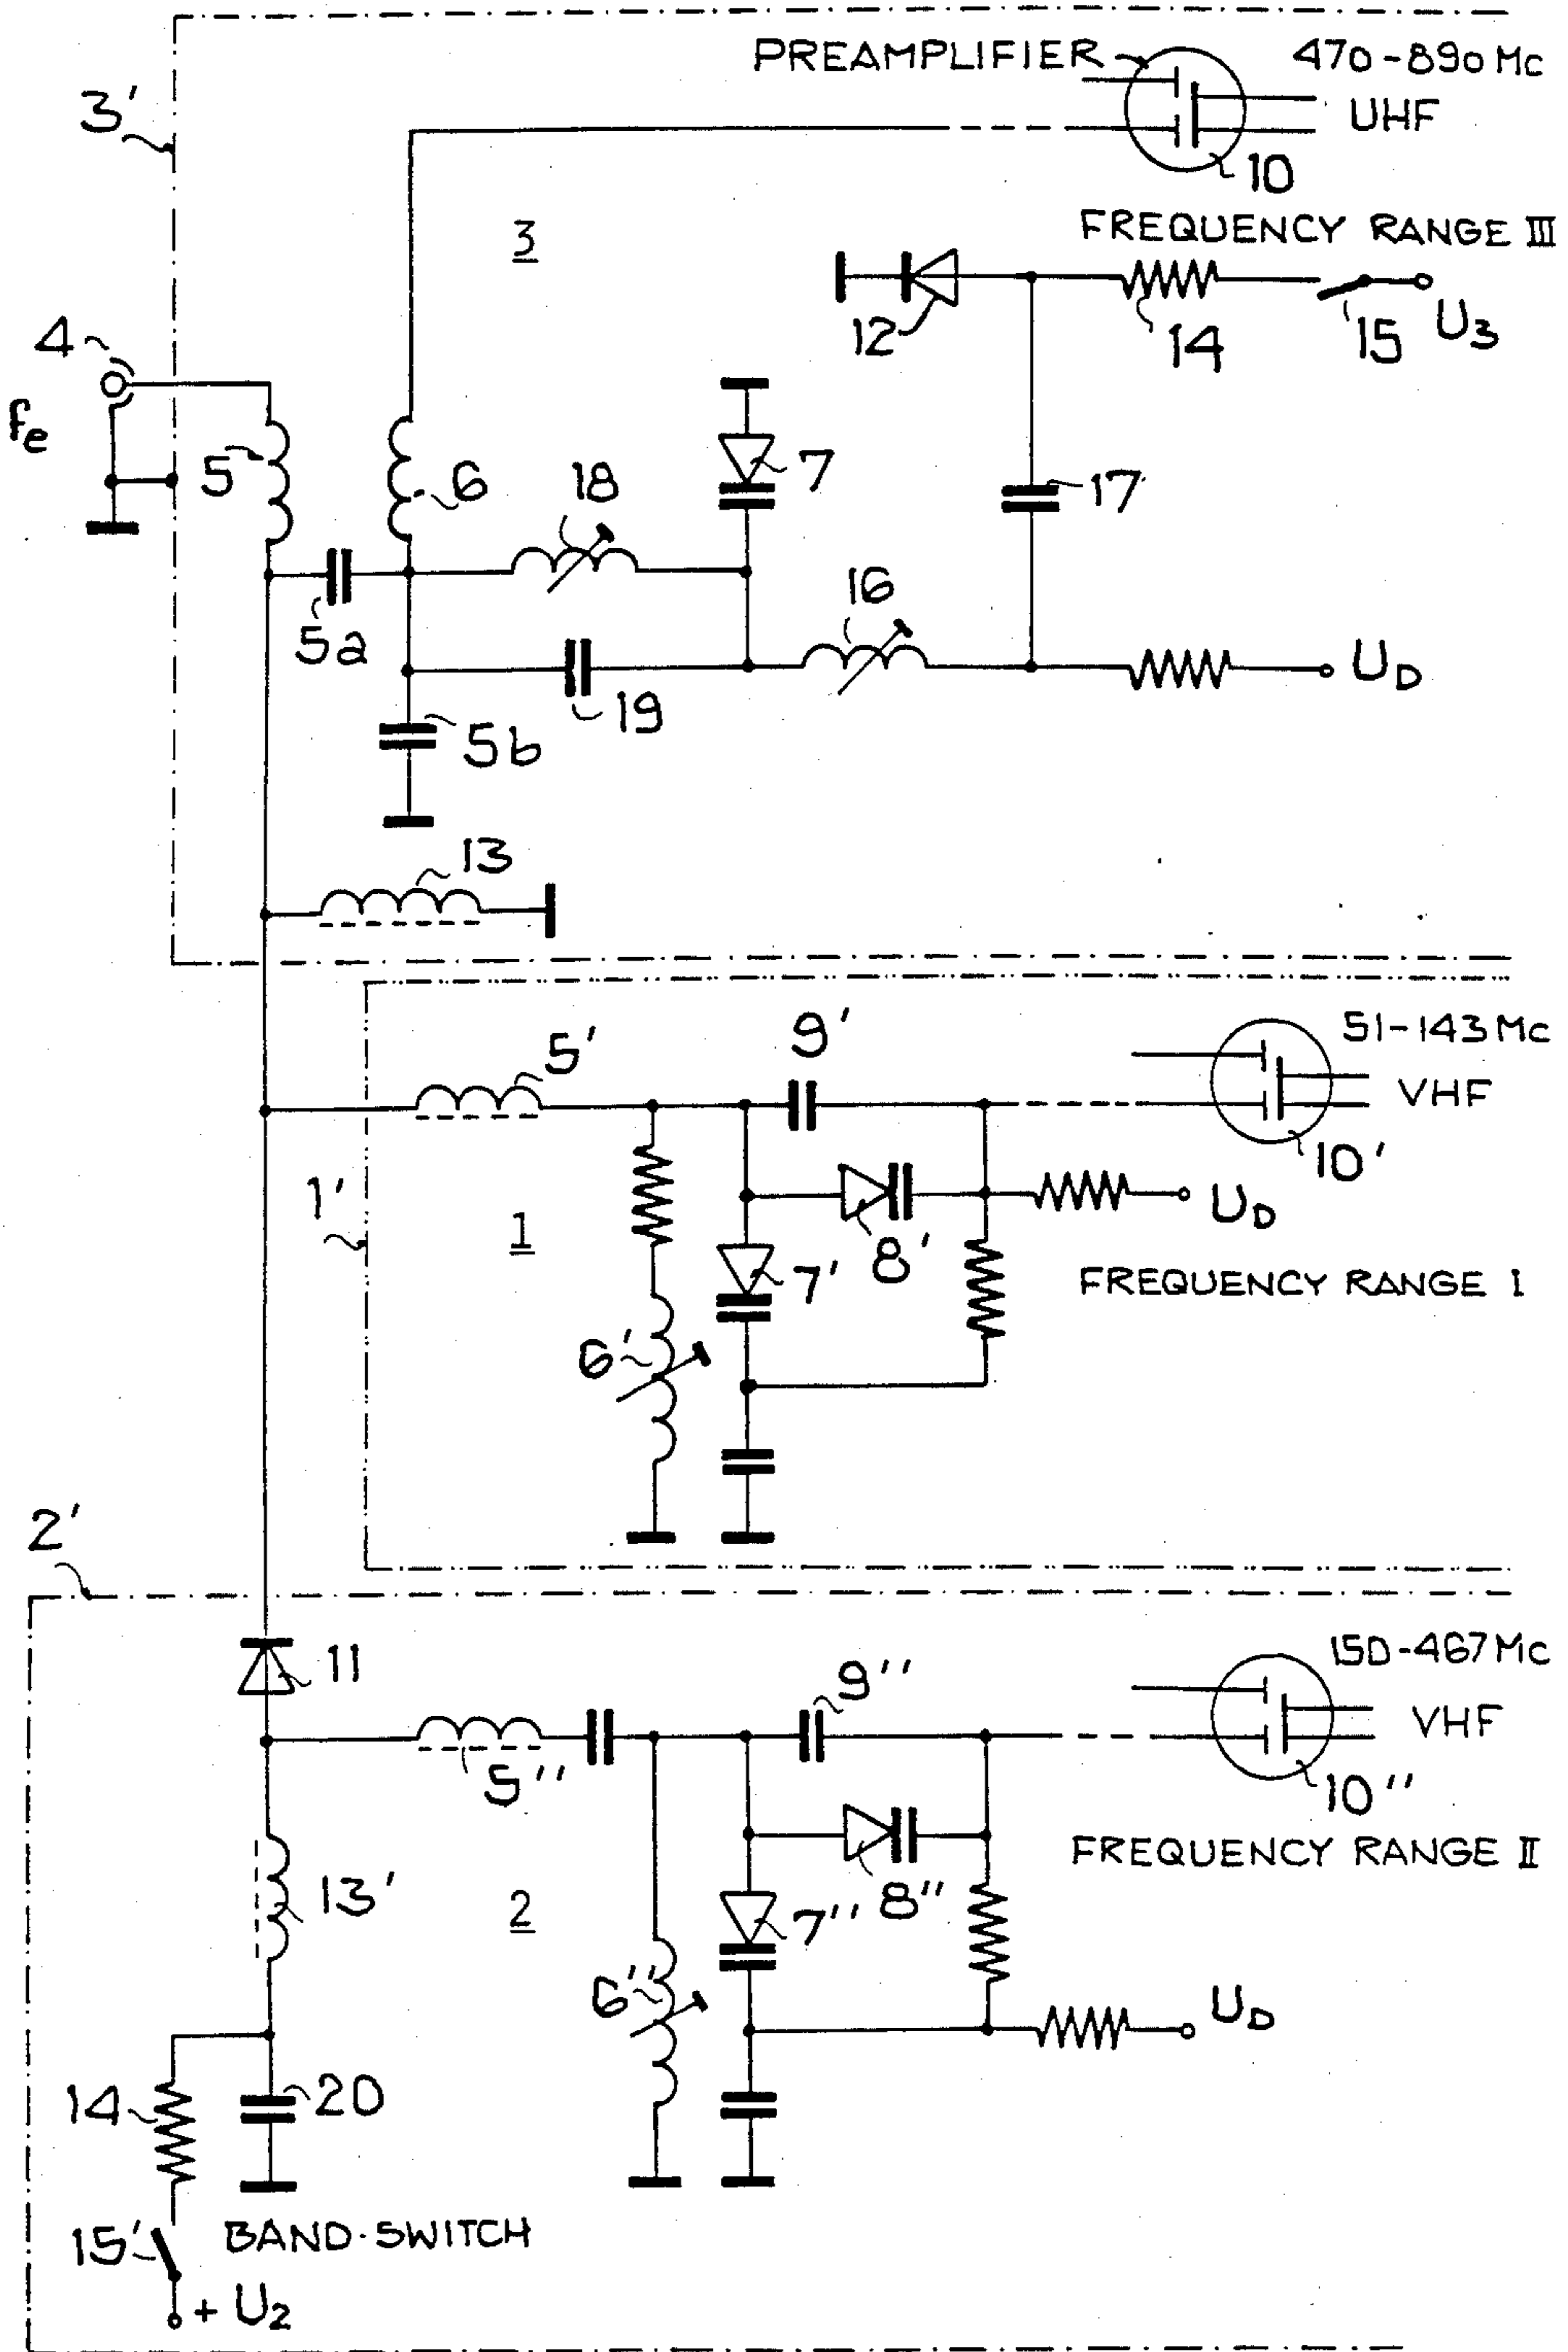 PREAMPLIFIER
470-890 Mc
UHF
3'
10
3
FREQUENCY RANGE III
12
14
15
U3
4
fe
5
6
18
7
17
5a
16
19
UD
5b
13
51-143 Mc
9'
5'
VHF
10'
1'
1
8'
UD
7'
FREQUENCY RANGE I
6'
2'
150-467 Mc
11
9''
VHF
5''
10''
FREQUENCY RANGE II
8''
13'
2
7''
6''
UD
14
20
15'
BAND-SWITCH
+ U2